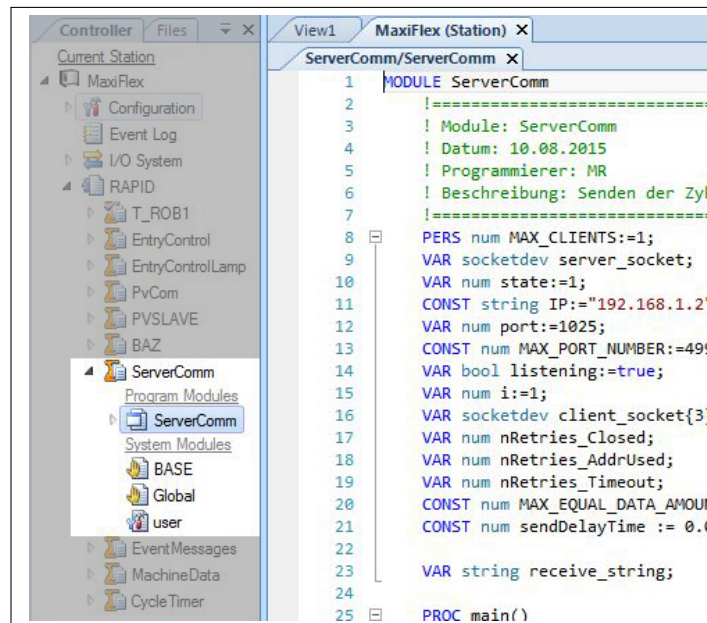 Controller Files
Current Station
MaxiFlex
Configuration
Event Log
I/O System
RAPID
T_ROB1
EntryControl
EntryControlLamp
PvCom
PVSLAVE
BAZ
ServerComm
Program Modules
ServerComm
System Modules
BASE
Global
user
EventMessages
MachineData
CycleTimer
View1 MaxiFlex (Station) X
ServerComm/ServerComm X
1 MODULE ServerComm
2 !==============================
3 ! Module: ServerComm
4 ! Datum: 10.08.2015
5 ! Programmierer: MR
6 ! Beschreibung: Senden der Zyk
7 !==============================
8 PERS num MAX_CLIENTS:=1;
9 VAR socketdev server_socket;
10 VAR num state:=1;
11 CONST string IP:="192.168.1.2"
12 VAR num port:=1025;
13 CONST num MAX_PORT_NUMBER:=499
14 VAR bool listening:=true;
15 VAR num i:=1;
16 VAR socketdev client_socket{3}
17 VAR num nRetries_Closed;
18 VAR num nRetries_AddrUsed;
19 VAR num nRetries_Timeout;
20 CONST num MAX_EQUAL_DATA_AMOUN
21 CONST num sendDelayTime := 0.0
22
23 VAR string receive_string;
24
25 PROC main()